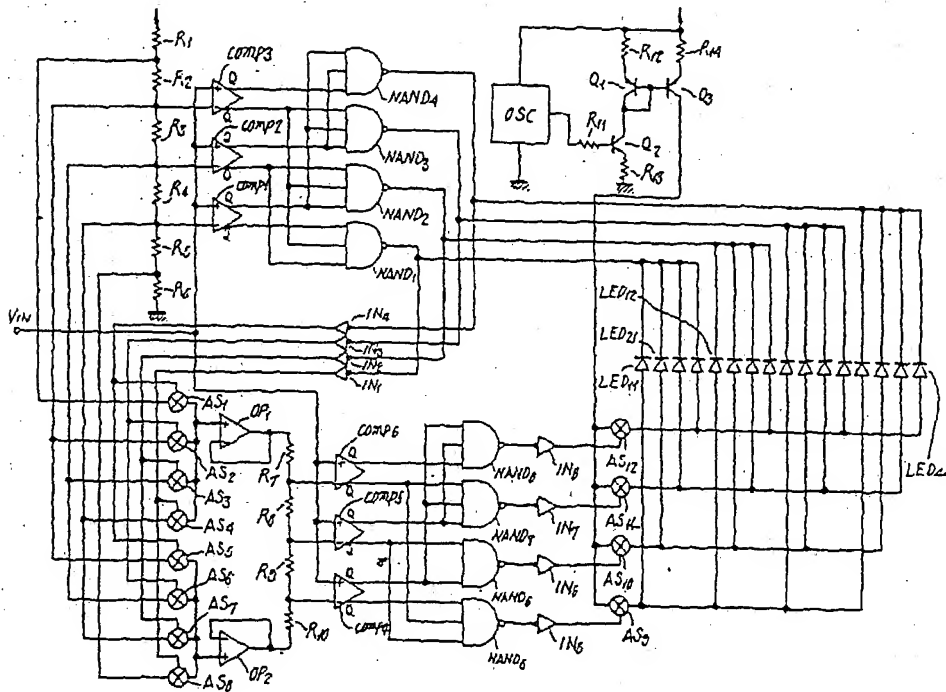 R1
R2
R3
R4
R5
R6
VIN
COMP3
Q
Q
COMP2
Q
Q
COMP1
Q
NAND4
NAND3
NAND2
NAND1
IN4
IN3
IN2
IN1
OSC
R11
R12
R13
R14
Q1
Q2
Q3
LED12
LED21
LED11
AS1
AS2
AS3
AS4
AS5
AS6
AS7
AS8
OP1
OP2
R7
R8
R9
R10
COMP6
Q
Q
COMP5
Q
Q
COMP4
NAND8
NAND7
NAND6
NAND5
IN8
IN7
IN6
IN5
AS12
AS11
AS10
AS9